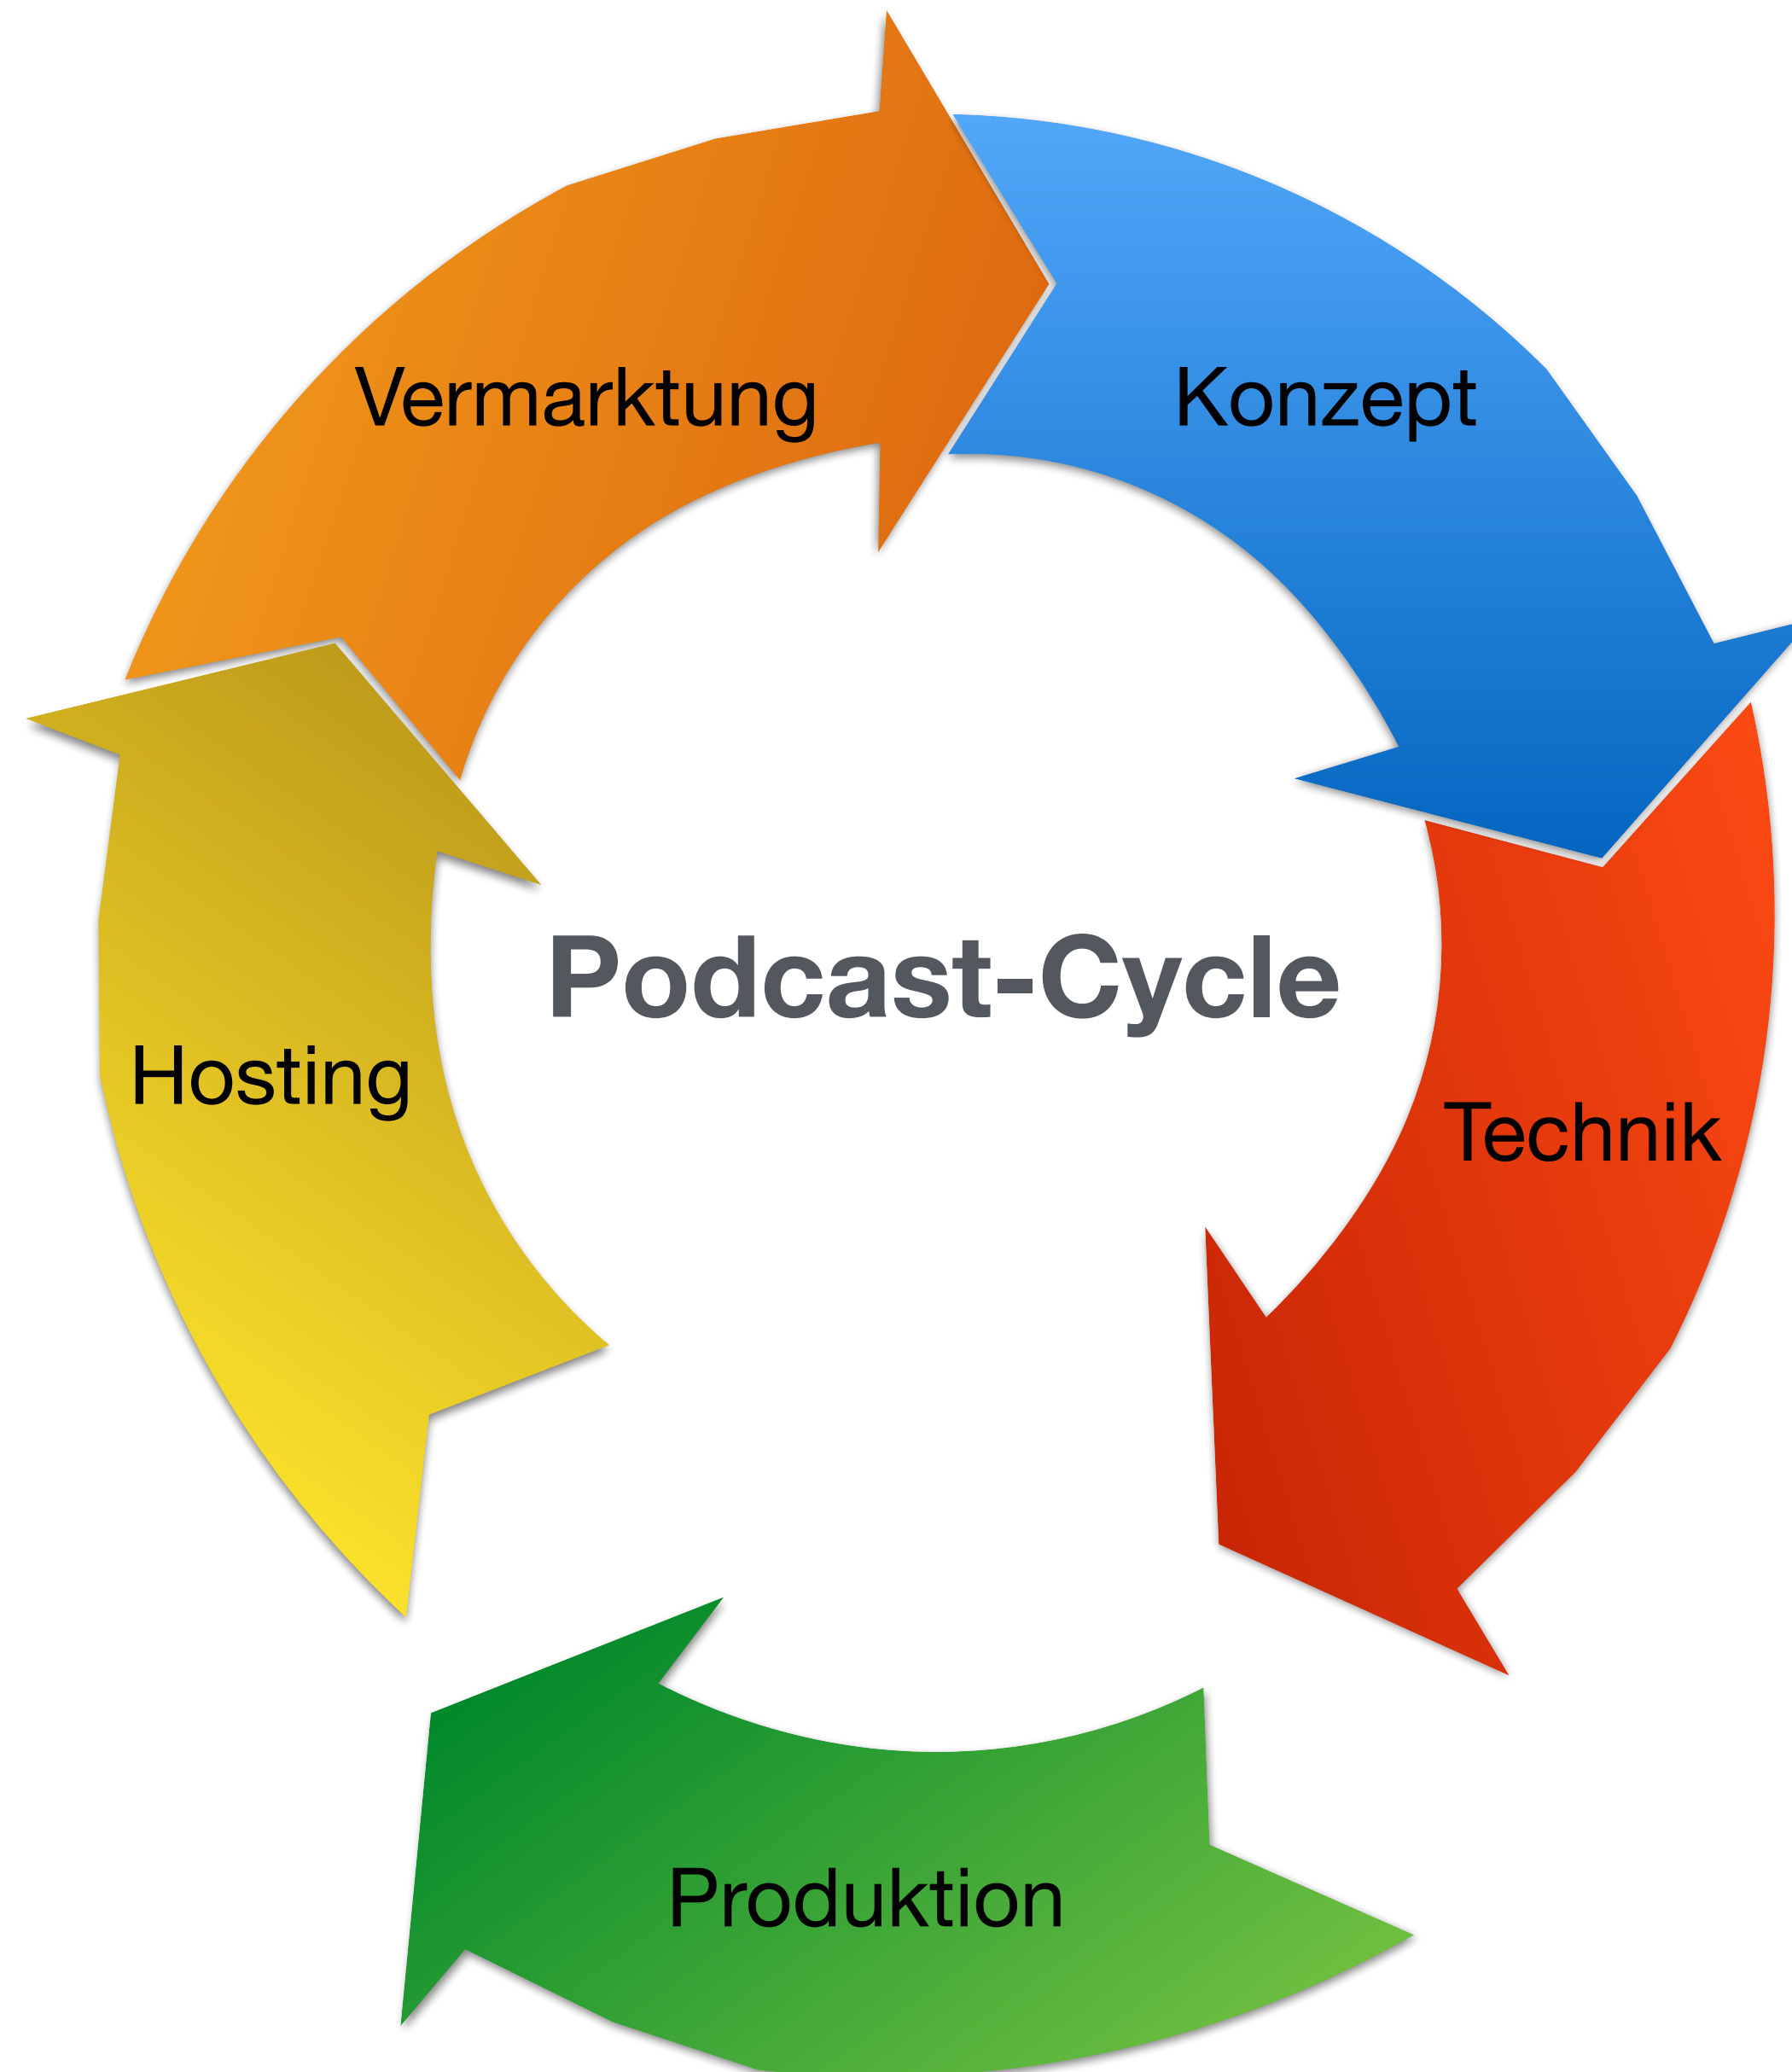 Vermarktung
Konzept
Podcast-Cycle
Hosting
Technik
Produktion